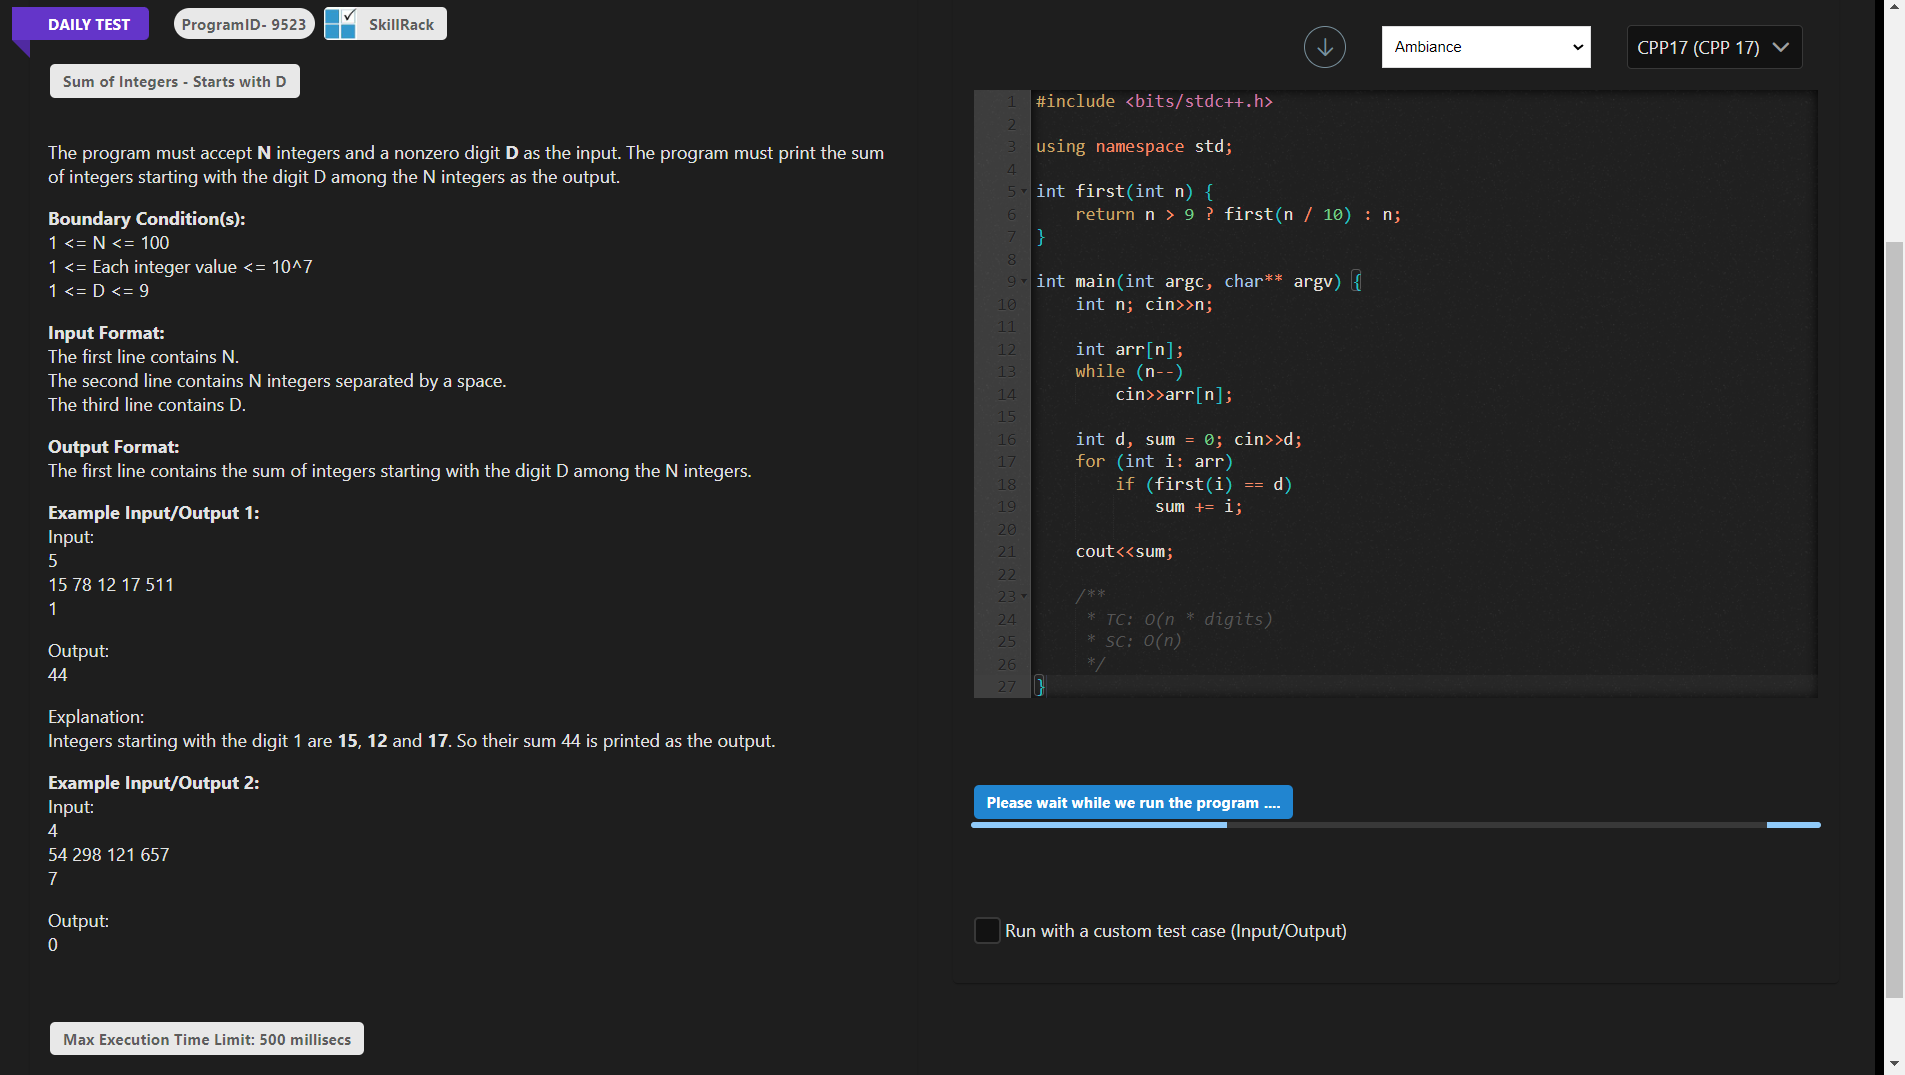 DAILY TEST
ProgramID- 9523
SkillRack
Sum of Integers - Starts with D
The program must accept N integers and a nonzero digit D as the input. The program must print the sum
of integers starting with the digit D among the N integers as the output.
Boundary Condition(s):
1 <= N <= 100
1 <= Each integer value <= 10^7
1 <= D <= 9
Input Format:
The first line contains N.
The second line contains N integers separated by a space.
The third line contains D.
Output Format:
The first line contains the sum of integers starting with the digit D among the N integers.
Example Input/Output 1:
Input:
5
15 78 12 17 511
1
Output:
44
Explanation:
Integers starting with the digit 1 are 15, 12 and 17. So their sum 44 is printed as the output.
Example Input/Output 2:
Input:
4
54 298 121 657
7
Output:
0
Max Execution Time Limit: 500 millisecs
Ambiance
CPP17 (CPP 17)
1 #include <bits/stdc++.h>
2
3 using namespace std;
4
5 int first(int n) {
6     return n > 9 ? first(n / 10) : n;
7 }
8
9 int main(int argc, char** argv) {
10     int n; cin>>n;
11
12     int arr[n];
13     while (n--)
14         cin>>arr[n];
15
16     int d, sum = 0; cin>>d;
17     for (int i: arr)
18         if (first(i) == d)
19             sum += i;
20
21     cout<<sum;
22
23     /**
24      * TC: O(n * digits)
25      * SC: O(n)
26      */
27 }
Please wait while we run the program ....
Run with a custom test case (Input/Output)